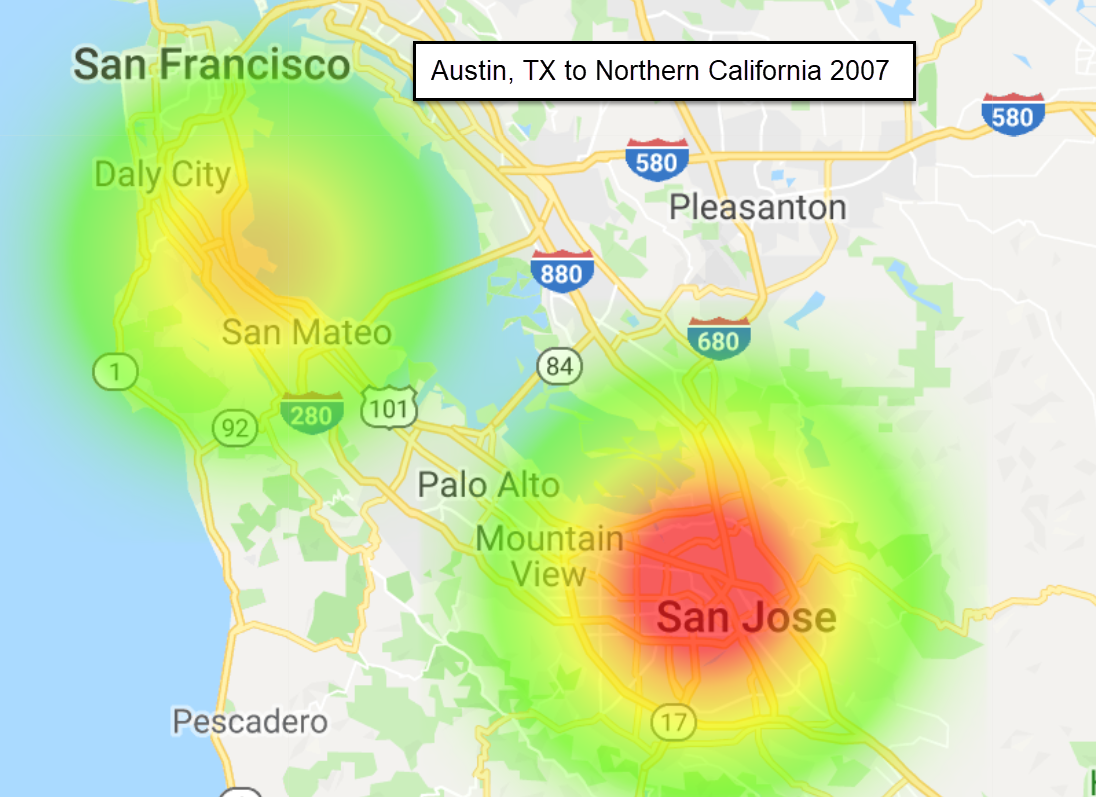 San Francisco
Austin, TX to Northern California 2007
580
580
Daly City
Pleasanton
880
San Mateo
680
84
1
101
280
92
Palo Alto
Mountain
View
San Jose
17
Pescadero